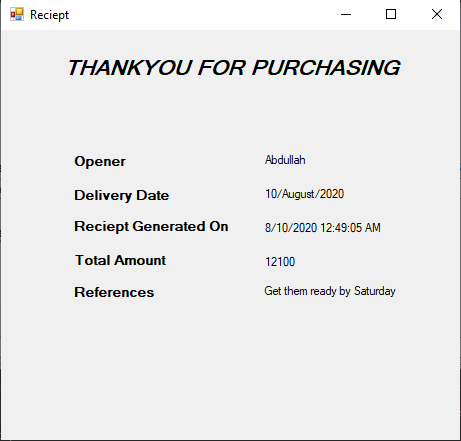 Reciept
THANKYOU FOR PURCHASING
Opener Abdullah
Delivery Date 10/August/2020
Reciept Generated On 8/10/2020 12:49:05 AM
Total Amount 12100
References Get them ready by Saturday